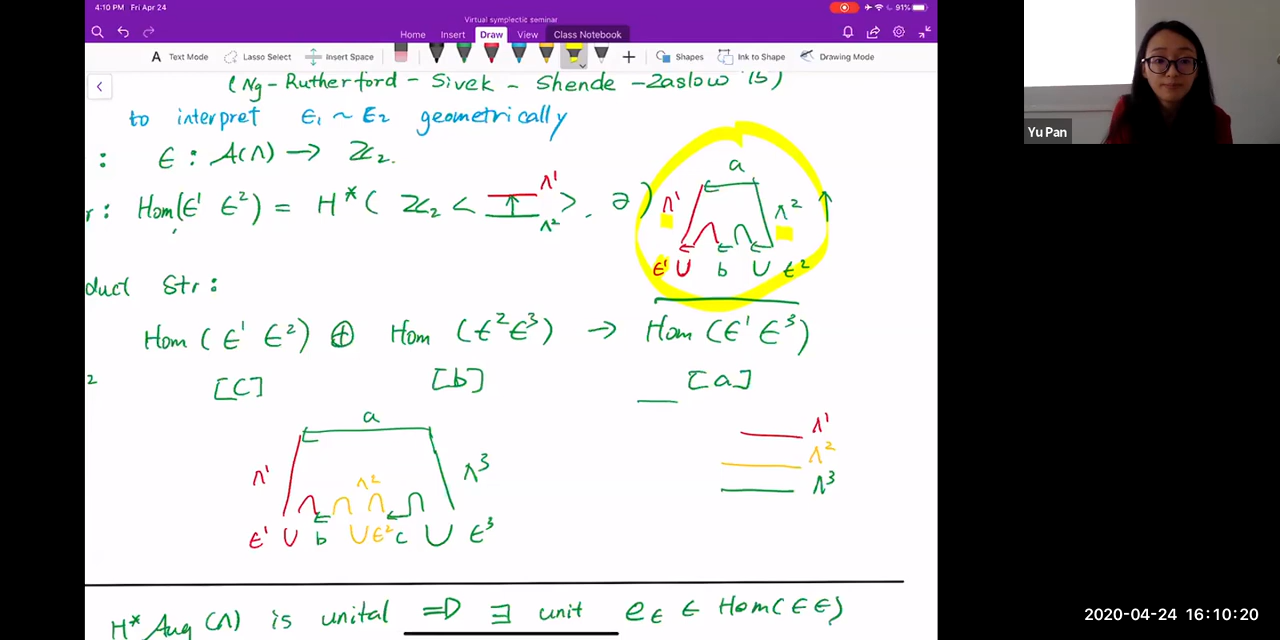 4:10 PM Fri Apr 24
91%
Virtual symplectic seminar
Home Insert Draw View Class Notebook
Text Mode Lasso Select Insert Space Shapes Ink to Shape Drawing Mode
(Ng - Rutherford - Sivek - Shende - Zaslow '15)
to interpret ε₁ ~ ε₂ geometrically
: ε : A(Λ) → ℤ₂.
r : Hom(ε¹ ε²) = H*( ℤ₂ < Λ¹ ↑ Λ² >, ∂ )
a
Λ¹ Λ²
ε¹ ∪ b ∪ ε²
duct Str :
Hom (ε¹ ε²) ⊕ Hom (ε² ε³) → Hom (ε¹ ε³)
2 [c] [b] [a]
a
Λ¹ Λ² Λ³
ε¹ ∪ b ∪ ε² c ∪ ε³
Λ¹
Λ²
Λ³
H* Aug (Λ) is unital ⇒ ∃ unit e_ε ∈ Hom(ε ε)
Yu Pan
2020-04-24 16:10:20